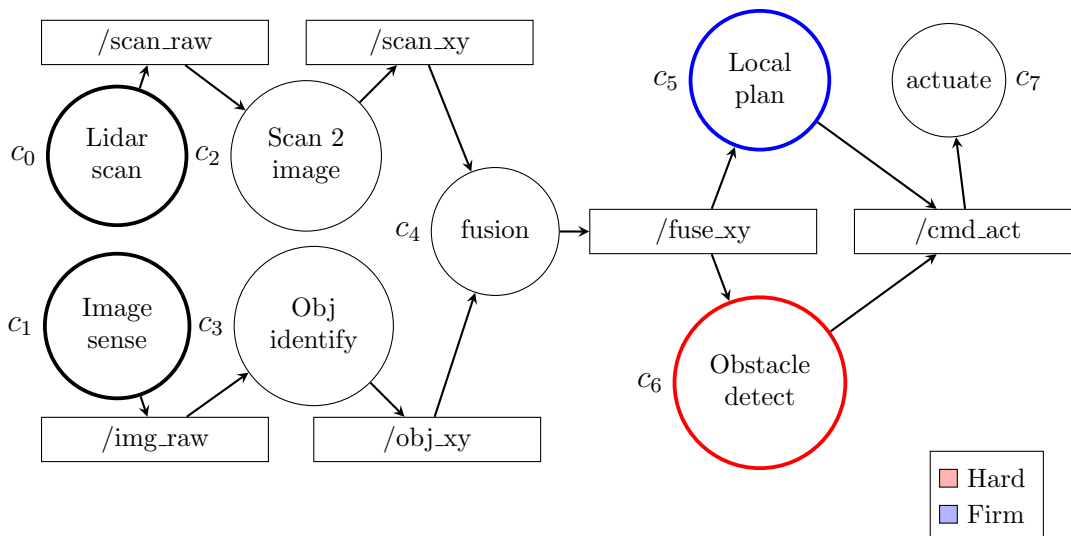 /scan_raw
/scan_xy
c0
Lidar
scan
c2
Scan 2
image
c4
fusion
c1
Image
sense
c3
Obj
identify
/img_raw
/obj_xy
/fuse_xy
c5
Local
plan
actuate
c7
/cmd_act
c6
Obstacle
detect
Hard
Firm